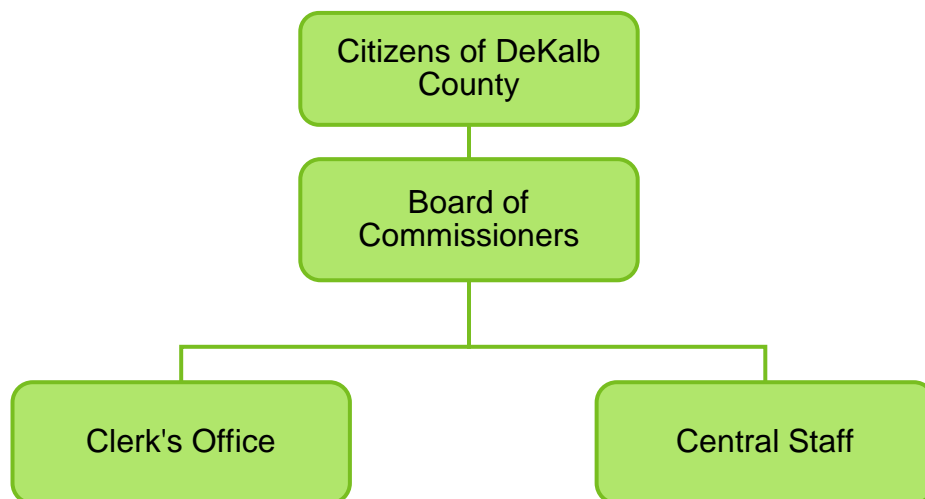 Citizens of DeKalb
County
Board of
Commissioners
Clerk's Office
Central Staff